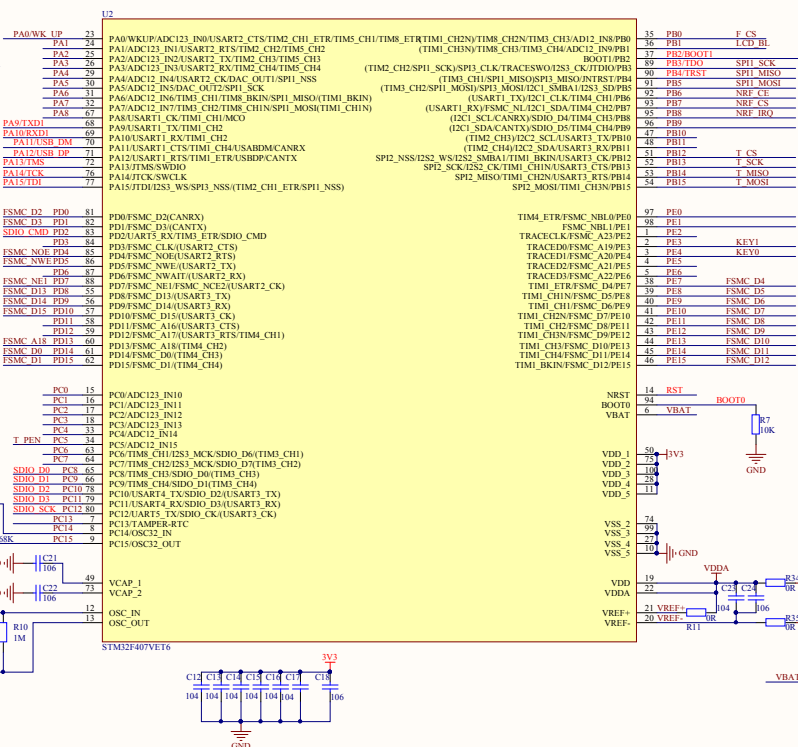 U2
PA0/WK_UP 23 PA0/WKUP/ADC123_IN0/USART2_CTS/TIM2_CH1_ETR/TIM5_CH1/TIM8_ETR
PA1 24 PA1/ADC123_IN1/USART2_RTS/TIM2_CH2/TIM5_CH2
PA2 25 PA2/ADC123_IN2/USART2_TX/TIM2_CH3/TIM5_CH3
PA3 26 PA3/ADC123_IN3/USART2_RX/TIM2_CH4/TIM5_CH4
PA4 29 PA4/ADC12_IN4/USART2_CK/DAC_OUT1/SPI1_NSS
PA5 30 PA5/ADC12_IN5/DAC_OUT2/SPI1_SCK
PA6 31 PA6/ADC12_IN6/TIM3_CH1/TIM8_BKIN/SPI1_MISO/(TIM1_BKIN)
PA7 32 PA7/ADC12_IN7/TIM3_CH2/TIM8_CH1N/SPI1_MOSI(TIM1_CH1N)
PA8 67 PA8/USART1_CK/TIM1_CH1/MCO
PA9/TXD1 68 PA9/USART1_TX/TIM1_CH2
PA10/RXD1 69 PA10/USART1_RX/TIM1_CH3
PA11/USB_DM 70 PA11/USART1_CTS/TIM1_CH4/USABDM/CANRX
PA12/USB_DP 71 PA12/USART1_RTS/TIM1_ETR/USBDP/CANTX
PA13/TMS 72 PA13/JTMS/SWDIO
PA14/TCK 76 PA14/JTCK/SWCLK
PA15/TDI 77 PA15/JTDI/I2S3_WS/SPI3_NSS/(TIM2_CH1_ETR/SPI1_NSS)
FSMC_D2 PD0 81 PD0/FSMC_D2(CANRX)
FSMC_D3 PD1 82 PD1/FSMC_D3/(CANTX)
SDIO_CMD PD2 83 PD2/UART5_RX/TIM3_ETR/SDIO_CMD
PD3 84 PD3/FSMC_CLK/(USART2_CTS)
FSMC_NOE PD4 85 PD4/FSMC_NOE(USART2_RTS)
FSMC_NWE PD5 86 PD5/FSMC_NWE/(USART2_TX)
PD6 87 PD6/FSMC_NWAIT/(USART2_RX)
FSMC_NE1 PD7 88 PD7/FSMC_NE1/FSMC_NCE2/(USART2_CK)
FSMC_D13 PD8 55 PD8/FSMC_D13/(USART3_TX)
FSMC_D14 PD9 56 PD9/FSMC_D4/(USART3_RX)
FSMC_D15 PD10 57 PD10/FSMC_D15/(USART3_CK)
PD11 58 PD11/FSMC_A16/(USART3_CTS)
PD12 59 PD12/FSMC_A17/(USART3_RTS/TIM4_CH1)
FSMC_A18 PD13 60 PD13/FSMC_A18/(TIM4_CH2)
FSMC_D0 PD14 61 PD14/FSMC_D0/(TIM4_CH3)
FSMC_D1 PD15 62 PD15/FSMC_D1/(TIM4_CH4)
PC0 15 PC0/ADC123_IN10
PC1 16 PC1/ADC123_IN11
PC2 17 PC2/ADC123_IN12
PC3 18 PC3/ADC123_IN13
PC4 33 PC4/ADC12_IN14
T_PEN PC5 34 PC5/ADC12_IN15
PC6 63 PC6/TIM8_CH1/I2S3_MCK/SDIO_D6/(TIM3_CH1)
PC7 64 PC7/TIM8_CH2/I2S3_MCK/SDIO_D7(TIM3_CH2)
SDIO_D0 PC8 65 PC8/TIM8_CH3/SDIO_D0/(TIM3_CH3)
SDIO_D1 PC9 66 PC9/TIM8_CH4/SIDO_D1(TIM3_CH4)
SDIO_D2 PC10 78 PC10/USART4_TX/SDIO_D2/(USART3_TX)
SDIO_D3 PC11 79 PC11/USART4_RX/SDIO_D3/(USART3_RX)
SDIO_SCK PC12 80 PC12/UART5_TX/SDIO_CK/(USART3_CK)
PC13 7 PC13/TAMPER-RTC
PC14 8 PC14/OSC32_IN
PC15 9 PC15/OSC32_OUT
68K
C21
106
49 VCAP_1
C22
106
73 VCAP_2
12 OSC_IN
13 OSC_OUT
R10
1M
STM32F407VET6
(TIM1_CH2N)/TIM8_CH2N/TIM3_CH3/AD12_IN8/PB0 35 PB0 F_CS
(TIM1_CH3N)/TIM8_CH3/TIM3_CH4/ADC12_IN9/PB1 36 PB1 LCD_BL
BOOT1/PB2 37 PB2/BOOT1
(TIM2_CH2/SPI1_SCK)/SPI3_CLK/TRACESWO/I2S3_CK/JTDIO/PB3 89 PB3/TDO SPI1_SCK
(TIM3_CH1/SPI1_MISO)SPI3_MISO/JNTRST/PB4 90 PB4/TRST SPI1_MISO
(TIM3_CH2/SPI1_MOSI)/SPI3_MOSI/I2C1_SMBA1/I2S3_SD/PB5 91 PB5 SPI1_MOSI
(USART1_TX)/I2C1_CLK/TIM4_CH1/PB6 92 PB6 NRF_CE
(USART1_RX)/FSMC_NL/I2C1_SDA/TIM4_CH2/PB7 93 PB7 NRF_CS
(I2C1_SCL/CANRX)/SDIO_D4/TIM4_CH3/PB8 95 PB8 NRF_IRQ
(I2C1_SDA/CANTX)/SDIO_D5/TIM4_CH4/PB9 96 PB9
(TIM2_CH3)/I2C2_SCL/USART3_TX/PB10 47 PB10
(TIM2_CH4)/I2C2_SDA/USART3_RX/PB11 48 PB11
SPI2_NSS/I2S2_WS/I2S2_SMBA1/TIM1_BKIN/USART3_CK/PB12 51 PB12 T_CS
SPI2_SCK/I2S2_CK/TIM1_CH1N/USART3_CTS/PB13 52 PB13 T_SCK
SPI2_MISO/TIM1_CH2N/USART3_RTS/PB14 53 PB14 T_MISO
SPI2_MOSI/TIM1_CH3N/PB15 54 PB15 T_MOSI
TIM4_ETR/FSMC_NBL0/PE0 97 PE0
FSMC_NBL1/PE1 98 PE1
TRACECLK/FSMC_A23/PE2 1 PE2
TRACED0/FSMC_A19/PE3 2 PE3 KEY1
TRACED1/FSMC_A20/PE4 3 PE4 KEY0
TRACED2/FSMC_A21/PE5 4 PE5
TRACED3/FSMC_A22/PE6 5 PE6
TIM1_ETR/FSMC_D4/PE7 38 PE7 FSMC_D4
TIM1_CH1N/FSMC_D5/PE8 39 PE8 FSMC_D5
TIM1_CH1/FSMC_D6/PE9 40 PE9 FSMC_D6
TIM1_CH2N/FSMC_D7/PE10 41 PE10 FSMC_D7
TIM1_CH2/FSMC_D8/PE11 42 PE11 FSMC_D8
TIM1_CH3N/FSMC_D9/PE12 43 PE12 FSMC_D9
TIM1_CH3/FSMC_D10/PE13 44 PE13 FSMC_D10
TIM1_CH4/FSMC_D11/PE14 45 PE14 FSMC_D11
TIM1_BKIN/FSMC_D12/PE15 46 PE15 FSMC_D12
NRST 14 RST
BOOT0 94 BOOT0
VBAT 6 VBAT
R7
10K
GND
VDD_1 50 3V3
VDD_2 75
VDD_3 100
VDD_4 28
VDD_5 11
VSS_2 74
VSS_3 99
VSS_4 27
VSS_5 10 GND
VDDA
VDD 19
VDDA 22
C23 C24
104 106
R34
0R
VREF+ 21 VREF+
VREF- 20 VREF-
R11
0R
R35
0R
3V3
C12 C13 C14 C15 C16 C17 C18
104 104 104 104 104 106
GND
VBAT